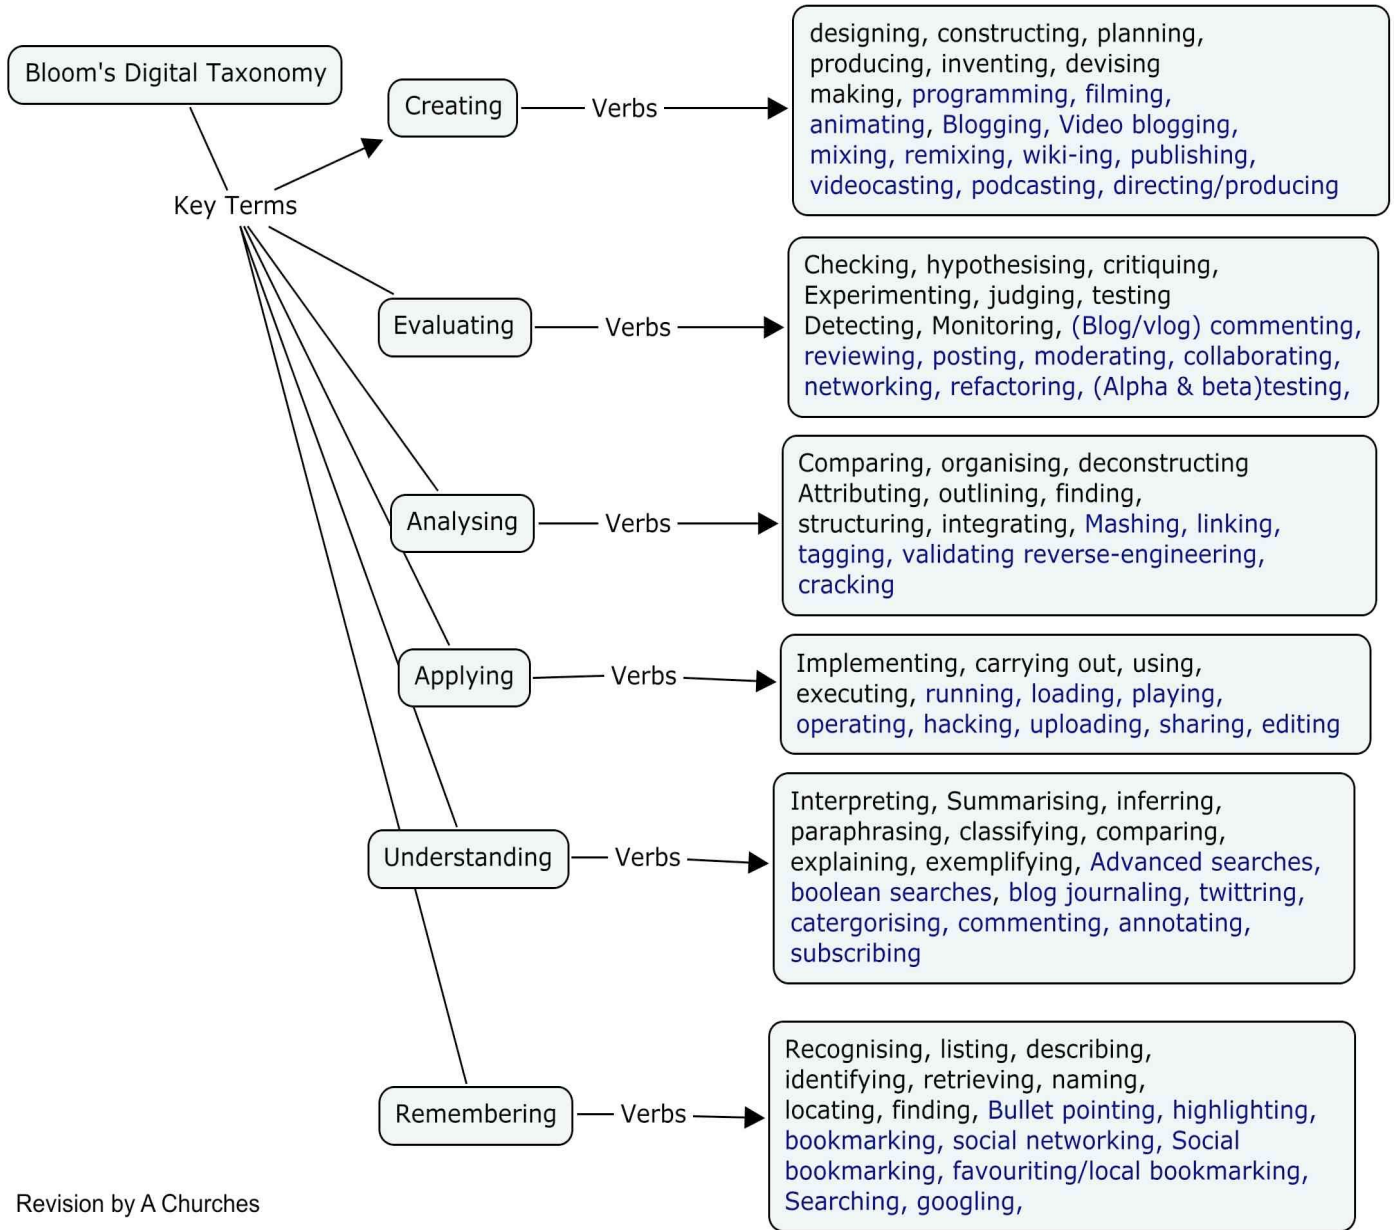 Bloom's Digital Taxonomy
Key Terms
Creating
Verbs
designing, constructing, planning,
producing, inventing, devising
making, programming, filming,
animating, Blogging, Video blogging,
mixing, remixing, wiki-ing, publishing,
videocasting, podcasting, directing/producing
Evaluating
Verbs
Checking, hypothesising, critiquing,
Experimenting, judging, testing
Detecting, Monitoring, (Blog/vlog) commenting,
reviewing, posting, moderating, collaborating,
networking, refactoring, (Alpha & beta)testing,
Analysing
Verbs
Comparing, organising, deconstructing
Attributing, outlining, finding,
structuring, integrating, Mashing, linking,
tagging, validating reverse-engineering,
cracking
Applying
Verbs
Implementing, carrying out, using,
executing, running, loading, playing,
operating, hacking, uploading, sharing, editing
Understanding
Verbs
Interpreting, Summarising, inferring,
paraphrasing, classifying, comparing,
explaining, exemplifying, Advanced searches,
boolean searches, blog journaling, twittring,
catergorising, commenting, annotating,
subscribing
Remembering
Verbs
Recognising, listing, describing,
identifying, retrieving, naming,
locating, finding, Bullet pointing, highlighting,
bookmarking, social networking, Social
bookmarking, favouriting/local bookmarking,
Searching, googling,
Revision by A Churches